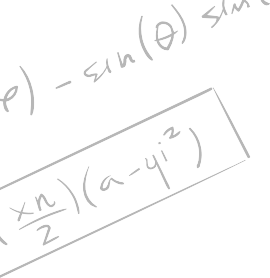 φ) - sin(θ) sin(
(xn/2)(a-yi²)